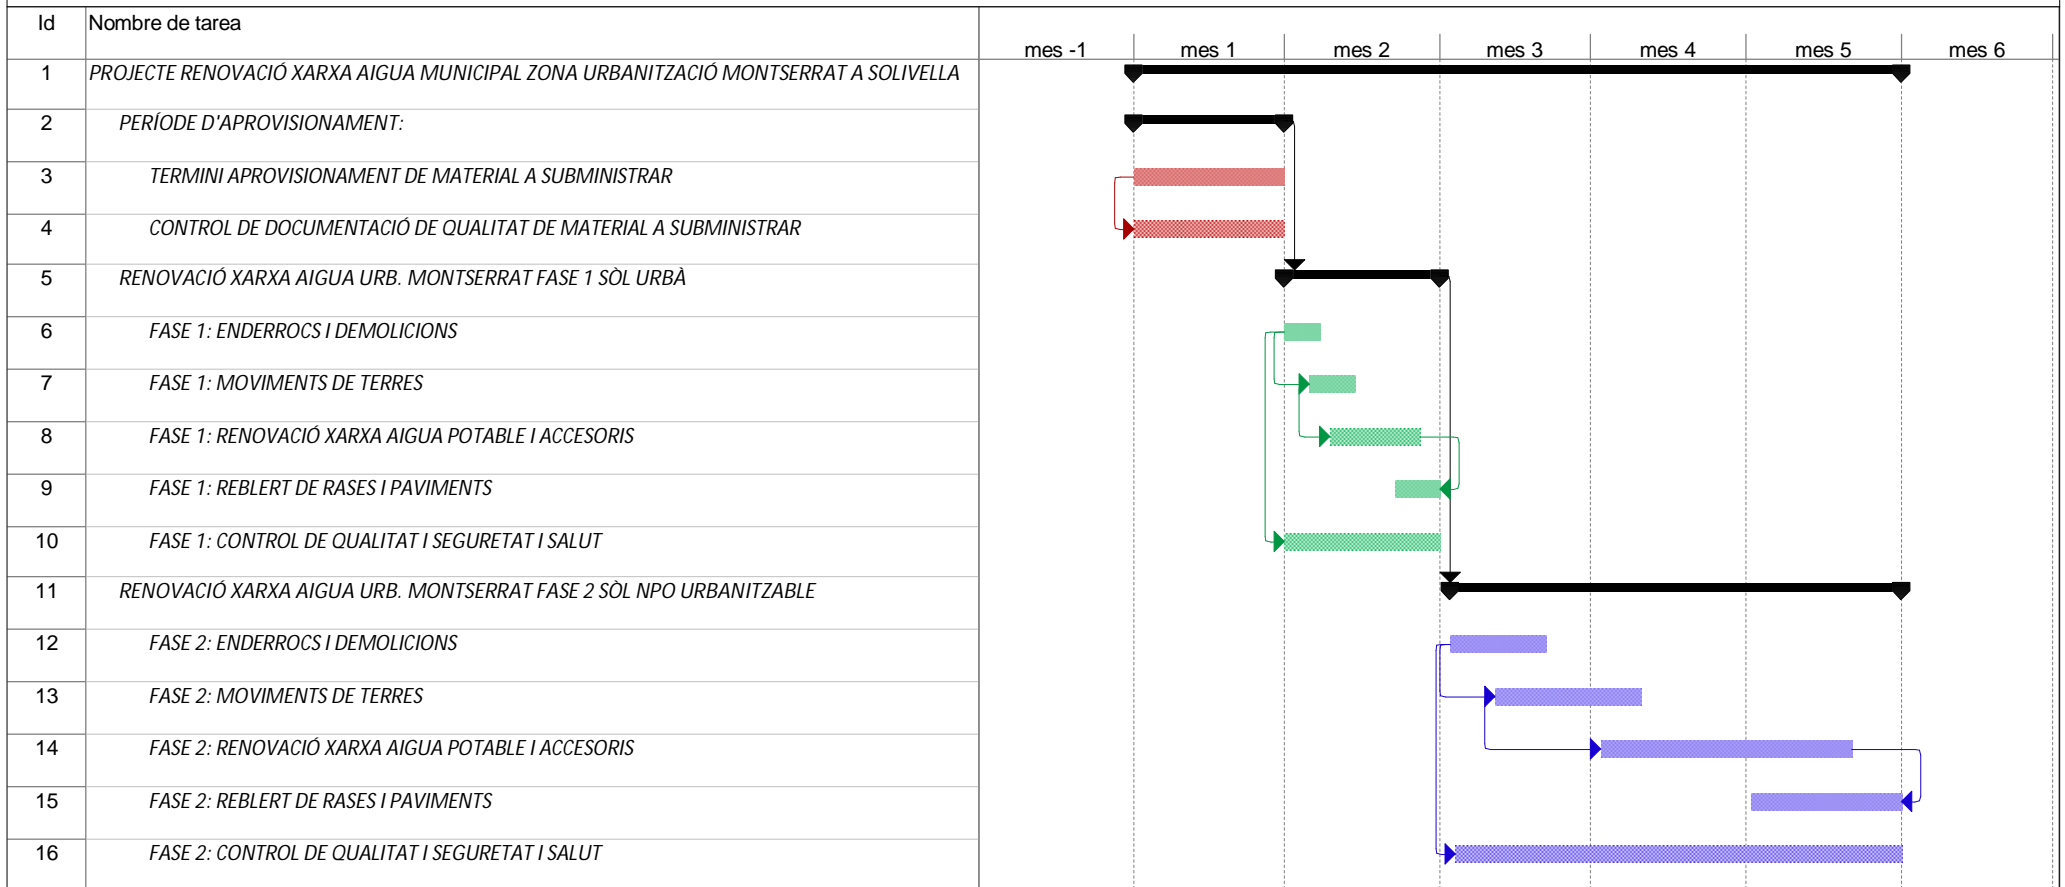 Id Nombre de tarea
mes -1 mes 1 mes 2 mes 3 mes 4 mes 5 mes 6
1 PROJECTE RENOVACIÓ XARXA AIGUA MUNICIPAL ZONA URBANITZACIÓ MONTSERRAT A SOLIVELLA
2 PERÍODE D'APROVISIONAMENT:
3 TERMINI APROVISIONAMENT DE MATERIAL A SUBMINISTRAR
4 CONTROL DE DOCUMENTACIÓ DE QUALITAT DE MATERIAL A SUBMINISTRAR
5 RENOVACIÓ XARXA AIGUA URB. MONTSERRAT FASE 1 SÒL URBÀ
6 FASE 1: ENDERROCS I DEMOLICIONS
7 FASE 1: MOVIMENTS DE TERRES
8 FASE 1: RENOVACIÓ XARXA AIGUA POTABLE I ACCESORIS
9 FASE 1: REBLERT DE RASES I PAVIMENTS
10 FASE 1: CONTROL DE QUALITAT I SEGURETAT I SALUT
11 RENOVACIÓ XARXA AIGUA URB. MONTSERRAT FASE 2 SÒL NPO URBANITZABLE
12 FASE 2: ENDERROCS I DEMOLICIONS
13 FASE 2: MOVIMENTS DE TERRES
14 FASE 2: RENOVACIÓ XARXA AIGUA POTABLE I ACCESORIS
15 FASE 2: REBLERT DE RASES I PAVIMENTS
16 FASE 2: CONTROL DE QUALITAT I SEGURETAT I SALUT